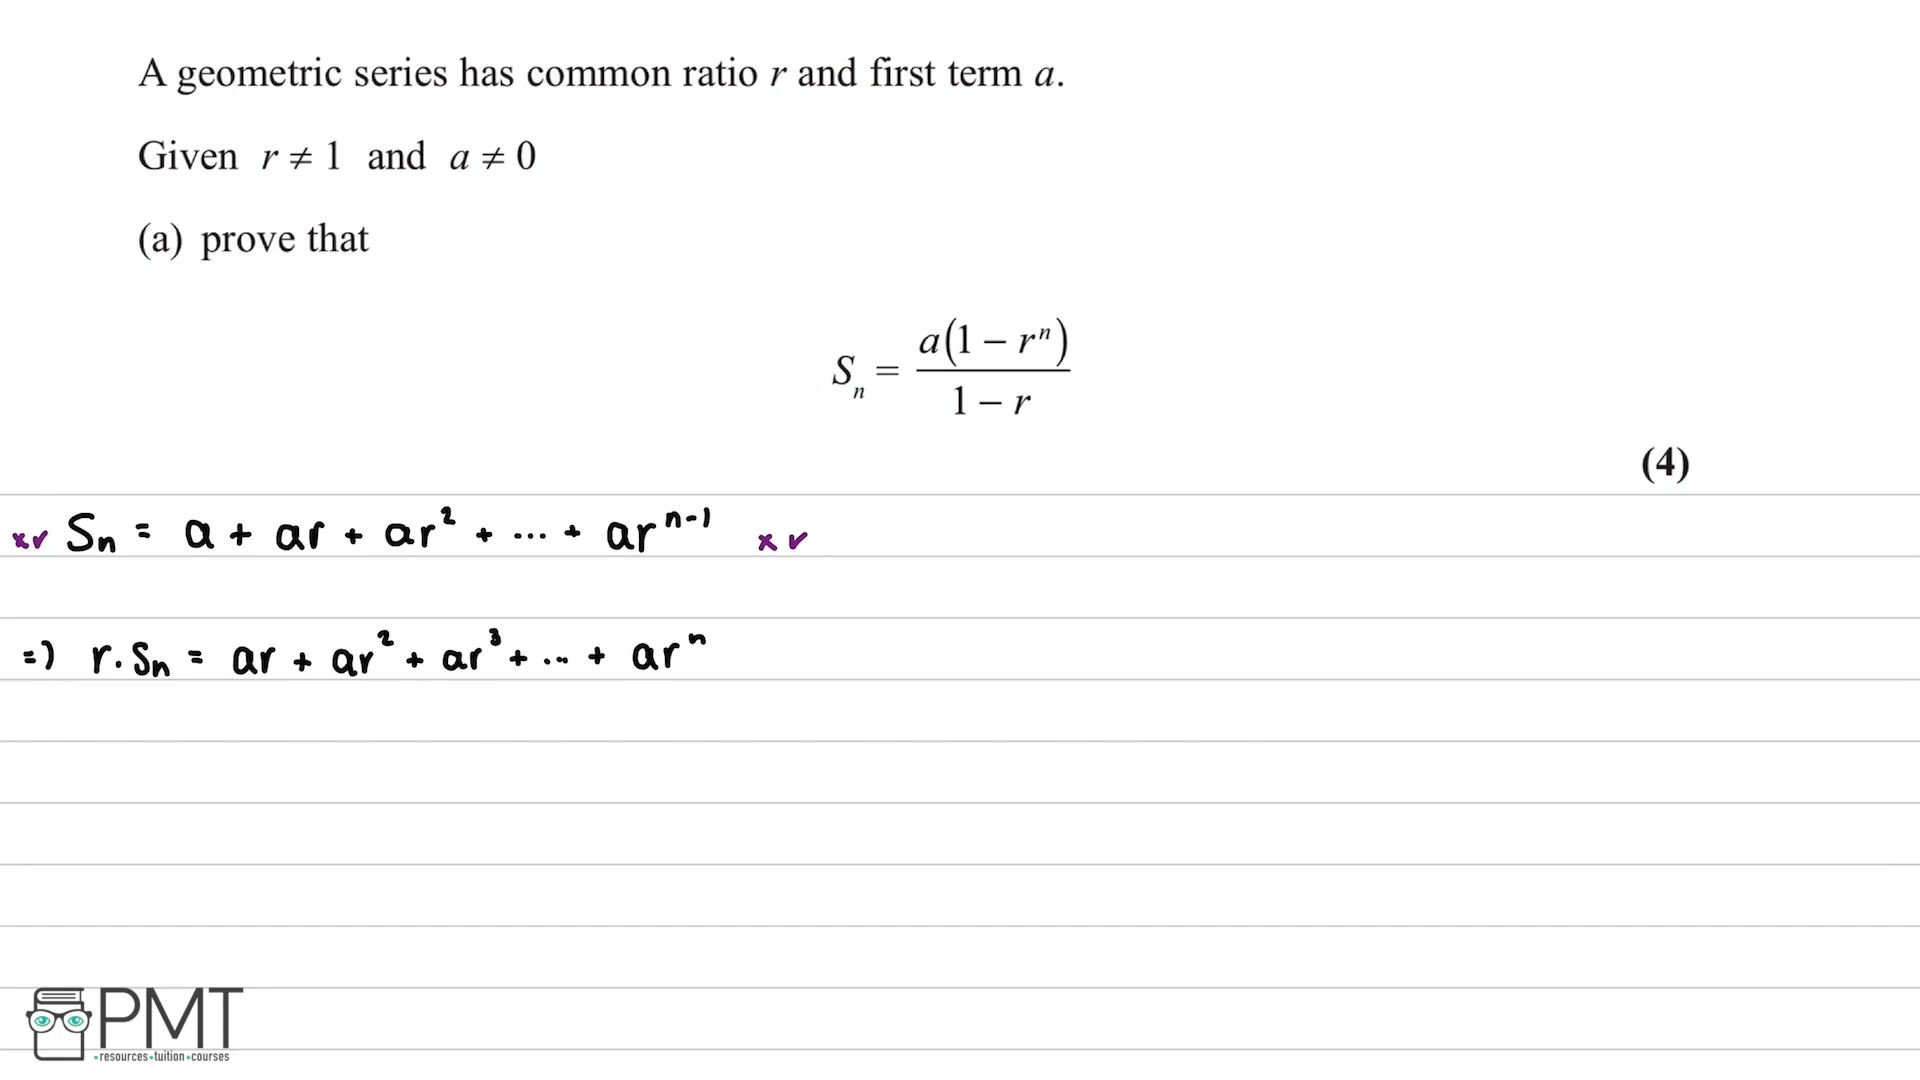 A geometric series has common ratio r and first term a.
Given r ≠ 1 and a ≠ 0
(a) prove that
Sₙ = a(1 − rⁿ) / (1 − r)
(4)
×r Sₙ = a + ar + ar² + ... + arⁿ⁻¹ ×r
=) r·Sₙ = ar + ar² + ar³ + ... + arⁿ
PMT
•resources•tuition•courses